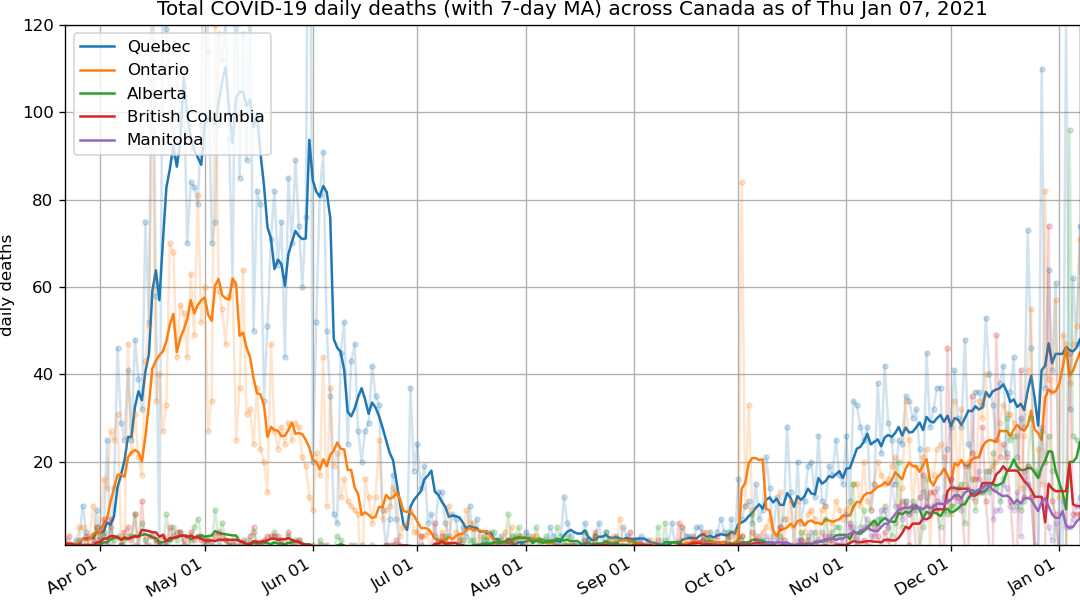 Total COVID-19 daily deaths (with 7-day MA) across Canada as of Thu Jan 07, 2021
daily deaths
120
100
80
60
40
20
Quebec
Ontario
Alberta
British Columbia
Manitoba
Apr 01
May 01
Jun 01
Jul 01
Aug 01
Sep 01
Oct 01
Nov 01
Dec 01
Jan 01